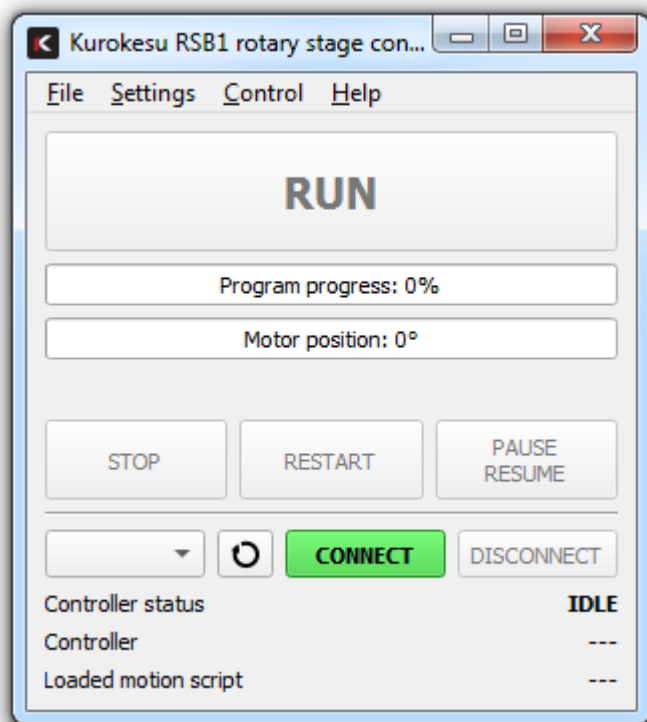 Kurokesu RSB1 rotary stage con...
File Settings Control Help
RUN
Program progress: 0%
Motor position: 0°
STOP RESTART PAUSE
RESUME
CONNECT DISCONNECT
Controller status IDLE
Controller ---
Loaded motion script ---